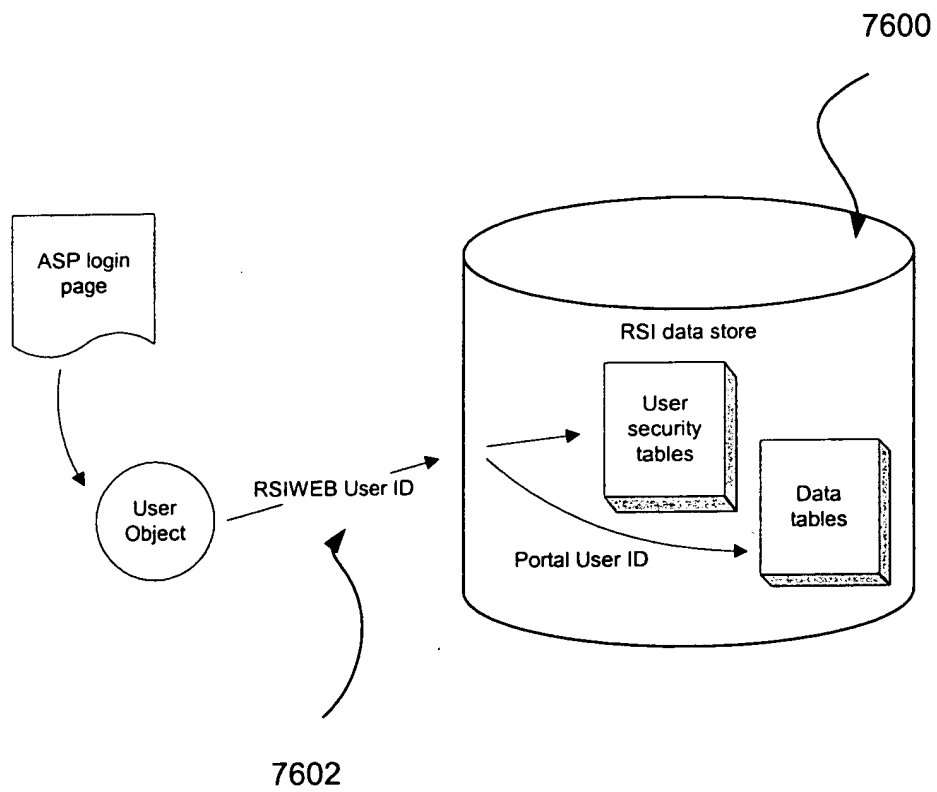 7600
ASP login
page
RSI data store
User
security
tables
RSIWEB User ID
User
Object
Data
tables
Portal User ID
7602